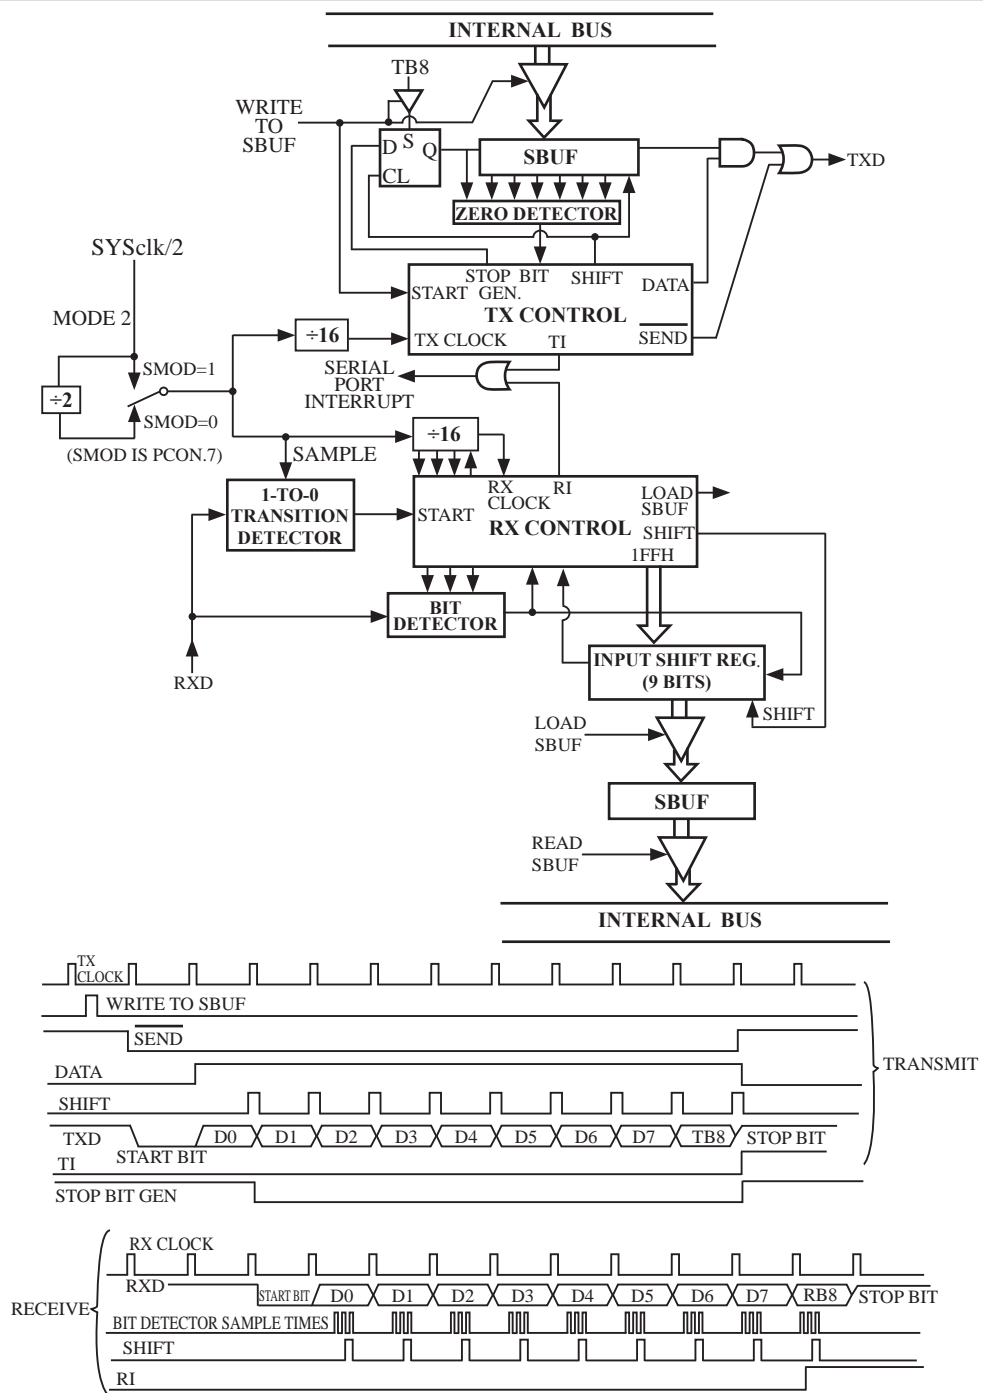 INTERNAL BUS
TB8
WRITE
TO
SBUF
D S Q
CL
SBUF
TXD
ZERO DETECTOR
SYSclk/2
STOP BIT
GEN.
SHIFT
DATA
START
TX CONTROL
MODE 2
÷16
TX CLOCK
TI
SEND
SERIAL
PORT
INTERRUPT
SMOD=1
÷2
SMOD=0
(SMOD IS PCON.7)
SAMPLE
÷16
1-TO-0
TRANSITION
DETECTOR
RX
CLOCK
RI
LOAD
SBUF
START
RX CONTROL
SHIFT
1FFH
BIT
DETECTOR
RXD
INPUT SHIFT REG.
(9 BITS)
SHIFT
LOAD
SBUF
SBUF
READ
SBUF
INTERNAL BUS
TX
CLOCK
WRITE TO SBUF
SEND
DATA
TRANSMIT
SHIFT
TXD
START BIT
D0 D1 D2 D3 D4 D5 D6 D7 TB8 STOP BIT
TI
STOP BIT GEN
RX CLOCK
RXD
START BIT D0 D1 D2 D3 D4 D5 D6 D7 RB8 STOP BIT
RECEIVE
BIT DETECTOR SAMPLE TIMES
SHIFT
RI